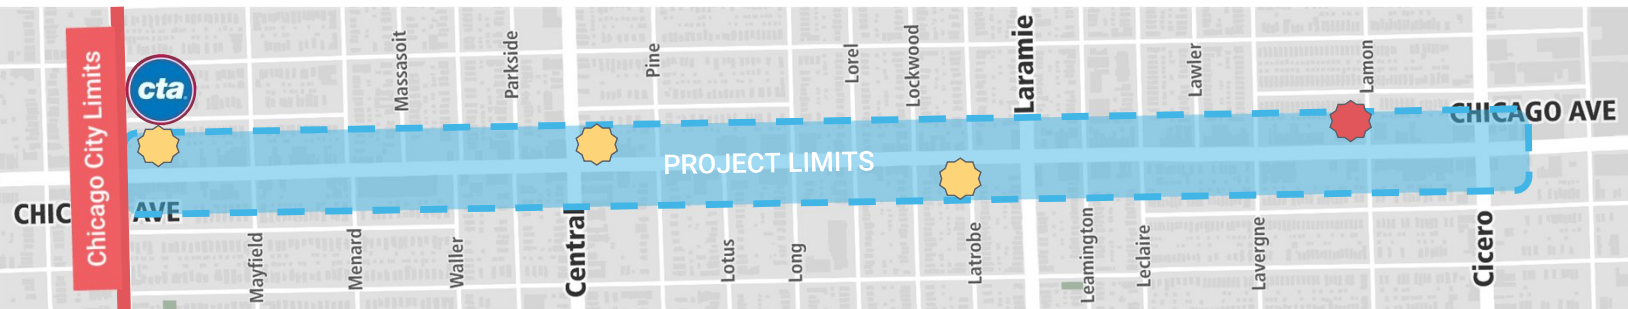 Chicago City Limits
cta
Massasoit
Parkside
Pine
Lorel
Lockwood
Laramie
Lawler
Lamon
CHICAGO AVE
PROJECT LIMITS
CHIC AVE
Mayfield
Menard
Waller
Central
Lotus
Long
Latrobe
Leamington
Leclaire
Lavergne
Cicero